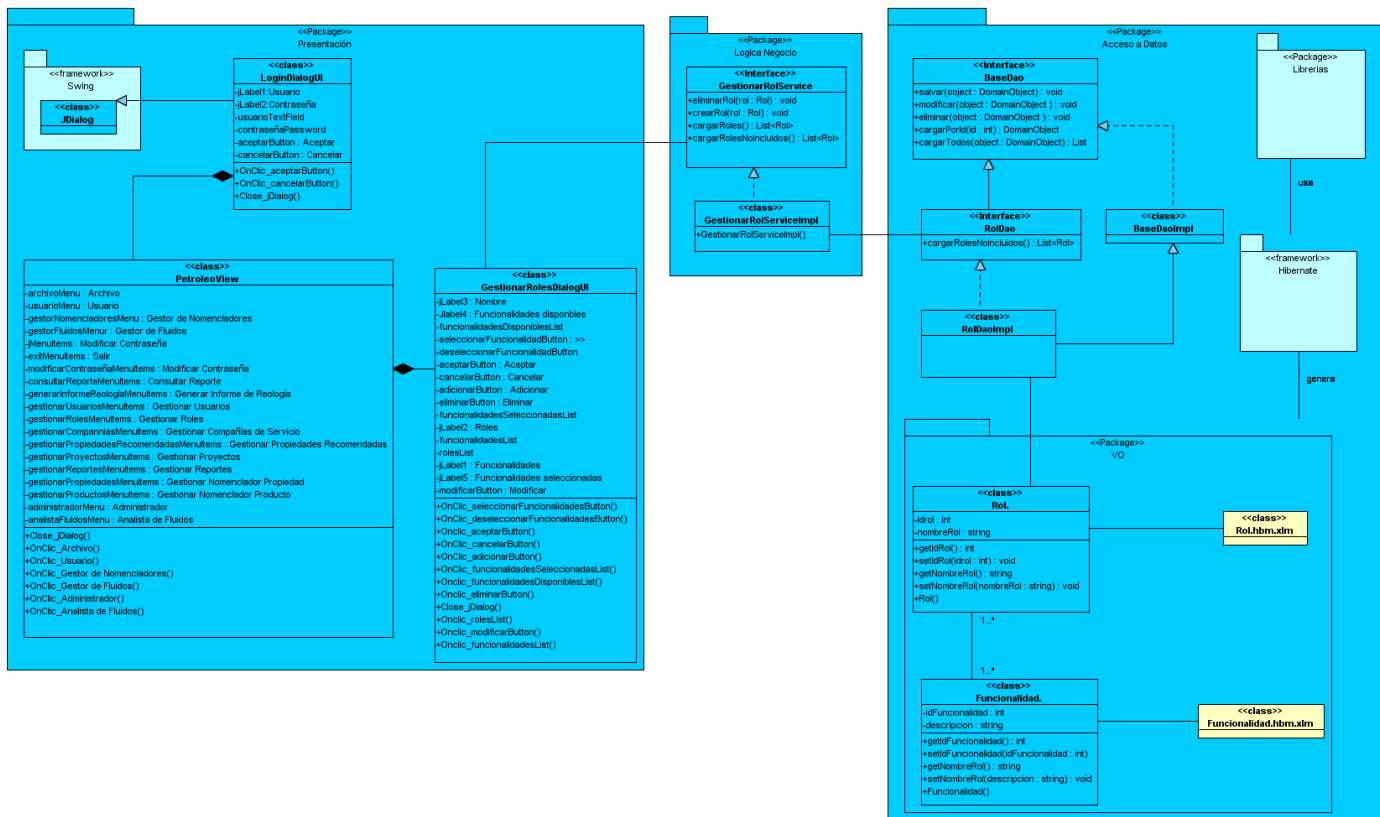 <<Package>>
Presentación
<<framework>>
Swing
<<class>>
JDialog
<<class>>
LoginDialogUI
-jLabel1:Usuario
-jLabel2:Contraseña
-usuarioTextField
-contraseñaPassword
-aceptarButton : Aceptar
-cancelarButton : Cancelar
+OnClic_aceptarButton()
+OnClic_cancelarButton()
+Close_jDialog()
<<class>>
PetroleoView
-archivoMenu : Archivo
-usuarioMenu : Usuario
-gestorNomencladoresMenu : Gestor de Nomencladores
-gestorFluidosMenur : Gestor de Fluidos
-jMenuItems : Modificar Contraseña
-exitMenuItems : Salir
-modificarContraseñaMenuItems : Modificar Contraseña
-consultarReporteMenuItems : Consultar Reporte
-generarInformeReologíaMenuItems : Generar Informe de Reología
-gestionarUsuariosMenuItems : Gestionar Usuarios
-gestionarRolesMenuItems : Gestionar Roles
-gestionarCompanniasMenuItems : Gestionar Compañías de Servicio
-gestionarPropiedadesRecomendadasMenuItems : Gestionar Propiedades Recomendadas
-gestionarProyectosMenuItems : Gestionar Proyectos
-gestionarReportesMenuItems : Gestionar Reportes
-gestionarPropiedadesMenuItems : Gestionar Nomenclador Propiedad
-gestionarProductosMenuItems : Gestionar Nomenclador Producto
-administradorMenu : Administrador
-analistaFluidosMenu : Analista de Fluidos
+Close_jDialog()
+OnClic_Archivo()
+OnClic_Usuario()
+OnClic_Gestor de Nomencladores()
+OnClic_Gestor de Fluidos()
+OnClic_Administrador()
+OnClic_Analista de Fluidos()
<<class>>
GestionarRolesDialogUI
-jLabel3 : Nombre
-Jlabel4 : Funcionalidades disponbles
-funcionalidadesDisponiblesList
-seleccionarFuncionalidadButton : >>
-deseleccionarFuncionalidadButton
-aceptarButton : Aceptar
-cancelarButton : Cancelar
-adicionarButton : Adicionar
-eliminarButton : Eliminar
-funcionalidadesSeleccionadasList
-jLabel2 : Roles
-funcionalidadesList
-rolesList
-jLabel1 : Funcionalidades
-jLabel5 : Funcionalidades seleccionadas
-modificarButton : Modificar
+OnClic_seleccionarFuncionalidadesButton()
+OnClic_deseleccionarFuncionalidadesButton()
+Onclic_aceptarButton()
+OnClic_cancelarButton()
+OnClic_adicionarButton()
+OnClic_funcionalidadesSeleccionadasList()
+Onclic_funcionalidadesDisponiblesList()
+Onclic_eliminarButton()
+Close_jDialog()
+Onclic_rolesList()
+Onclic_modificarButton()
+Onclic_funcionalidadesList()
<<Package>>
Logica Negocio
<<Interface>>
GestionarRolService
+eliminarRol(rol : Rol) : void
+crearRol(rol : Rol) : void
+cargarRoles() : List<Rol>
+cargarRolesNoIncluidos() : List<Rol>
<<class>>
GestionarRolServiceImpl
+GestionarRolServiceImpl()
<<Package>>
Acceso a Datos
<<Interface>>
BaseDao
+salvar(object : DomainObject) : void
+modificar(object : DomainObject ) : void
+eliminar(object : DomainObject) : void
+cargarPorId(id : int) : DomainObject
+cargarTodos(object : DomainObject) : List
<<Interface>>
RolDao
+cargarRolesNoIncluidos() : List<Rol>
<<class>>
BaseDaoImpl
<<class>>
RolDaoImpl
<<Package>>
Librerias
usa
<<framework>>
Hibernate
genera
<<Package>>
VO
<<class>>
Rol.
-idrol : int
-nombreRol : string
+getIdRol() : int
+setIdRol(idrol : int) : void
+getNombreRol() : string
+setNombreRol(nombreRol : string) : void
+Rol()
<<class>>
Rol.hbm.xlm
1..*
1..*
<<class>>
Funcionalidad.
-idFuncionalidad : int
-descripcion : string
+getIdFuncionalidad() : int
+setIdFuncionalidad(idFuncionalidad : int)
+getNombreRol() : string
+setNombreRol(descripcion : string) : void
+Funcionalidad()
<<class>>
Funcionalidad.hbm.xlm